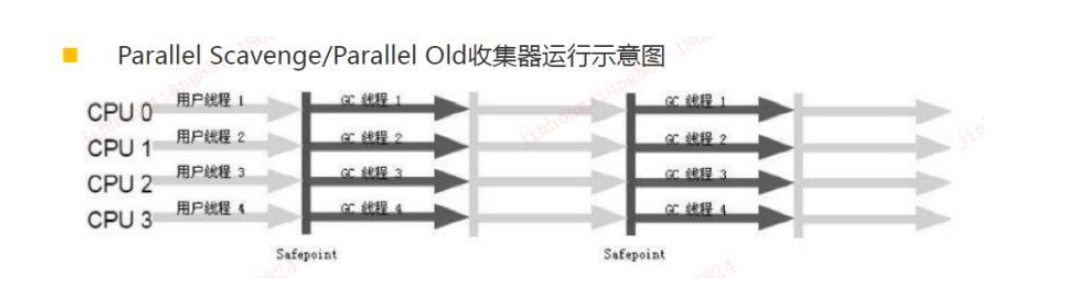 Parallel Scavenge/Parallel Old收集器运行示意图
CPU 0 用户线程 1 GC 线程 1 GC 线程 1
CPU 1 用户线程 2 GC 线程 2 GC 线程 2
CPU 2 用户线程 3 GC 线程 3 GC 线程 3
CPU 3 用户线程 4 GC 线程 4 GC 线程 4
Safepoint Safepoint